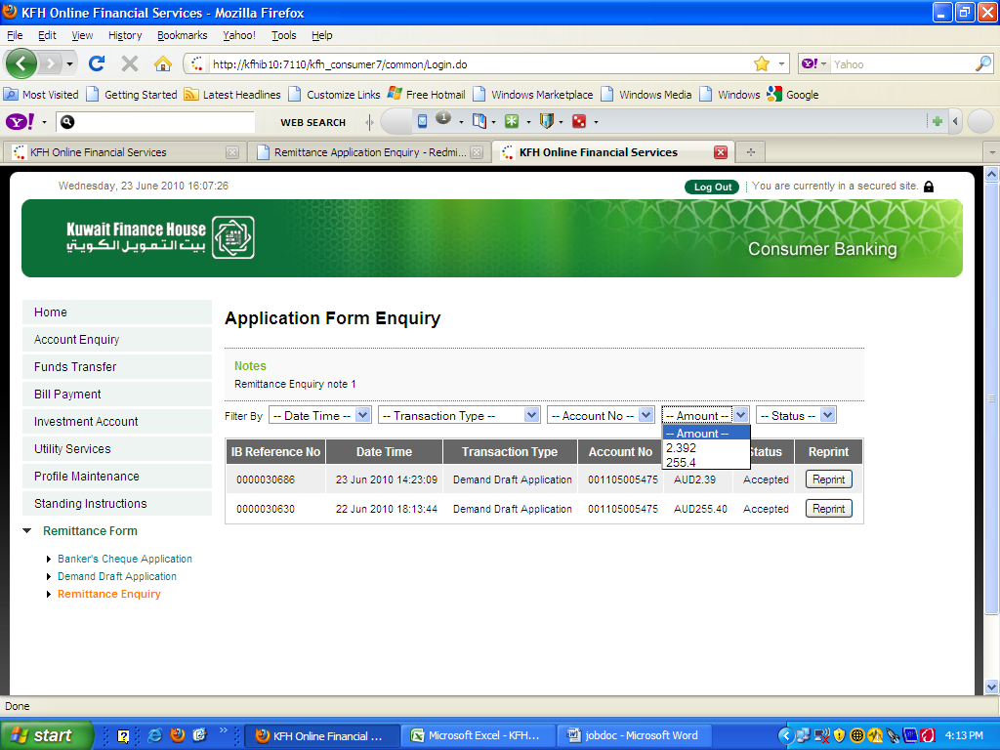 KFH Online Financial Services - Mozilla Firefox
File Edit View History Bookmarks Yahoo! Tools Help
http://kfhib10:7110/kfh_consumer7/common/Login.do
Yahoo
Most Visited Getting Started Latest Headlines Customize Links Free Hotmail Windows Marketplace Windows Media Windows Google
Y! WEB SEARCH 1
KFH Online Financial Services Remittance Application Enquiry - Redmi... KFH Online Financial Services
Wednesday, 23 June 2010 16:07:26 Log Out You are currently in a secured site.
Kuwait Finance House
بيت التمويل الكويتي
Consumer Banking
Home
Account Enquiry
Funds Transfer
Bill Payment
Investment Account
Utility Services
Profile Maintenance
Standing Instructions
Remittance Form
Banker's Cheque Application
Demand Draft Application
Remittance Enquiry
Application Form Enquiry
Notes
Remittance Enquiry note 1
Filter By -- Date Time -- -- Transaction Type -- -- Account No -- -- Amount -- -- Status --
-- Amount --
2.392
255.4
IB Reference No Date Time Transaction Type Account No Status Reprint
0000030686 23 Jun 2010 14:23:09 Demand Draft Application 001105005475 AUD2.39 Accepted Reprint
0000030630 22 Jun 2010 18:13:44 Demand Draft Application 001105005475 AUD255.40 Accepted Reprint
Done
start KFH Online Financial ... Microsoft Excel - KFH... jobdoc - Microsoft Word 4:13 PM